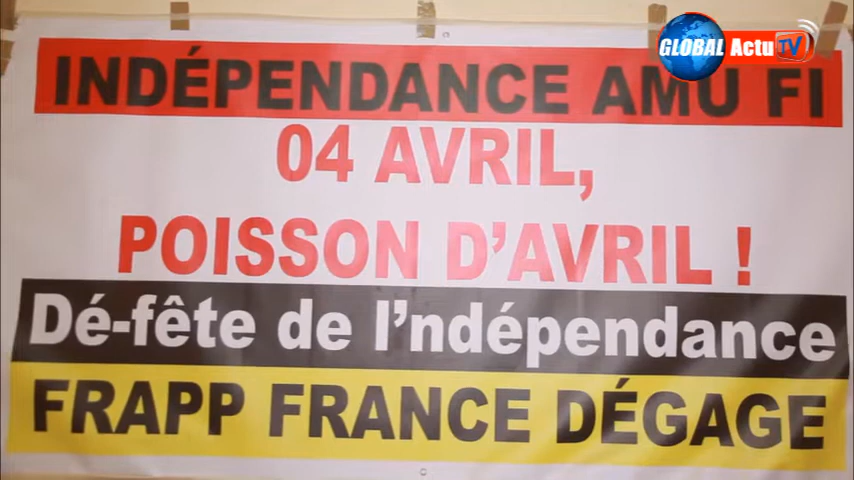 GLOBAL Actu TV
INDÉPENDANCE AMU FI
04 AVRIL,
POISSON D'AVRIL !
Dé-fête de l'ndépendance
FRAPP FRANCE DÉGAGE